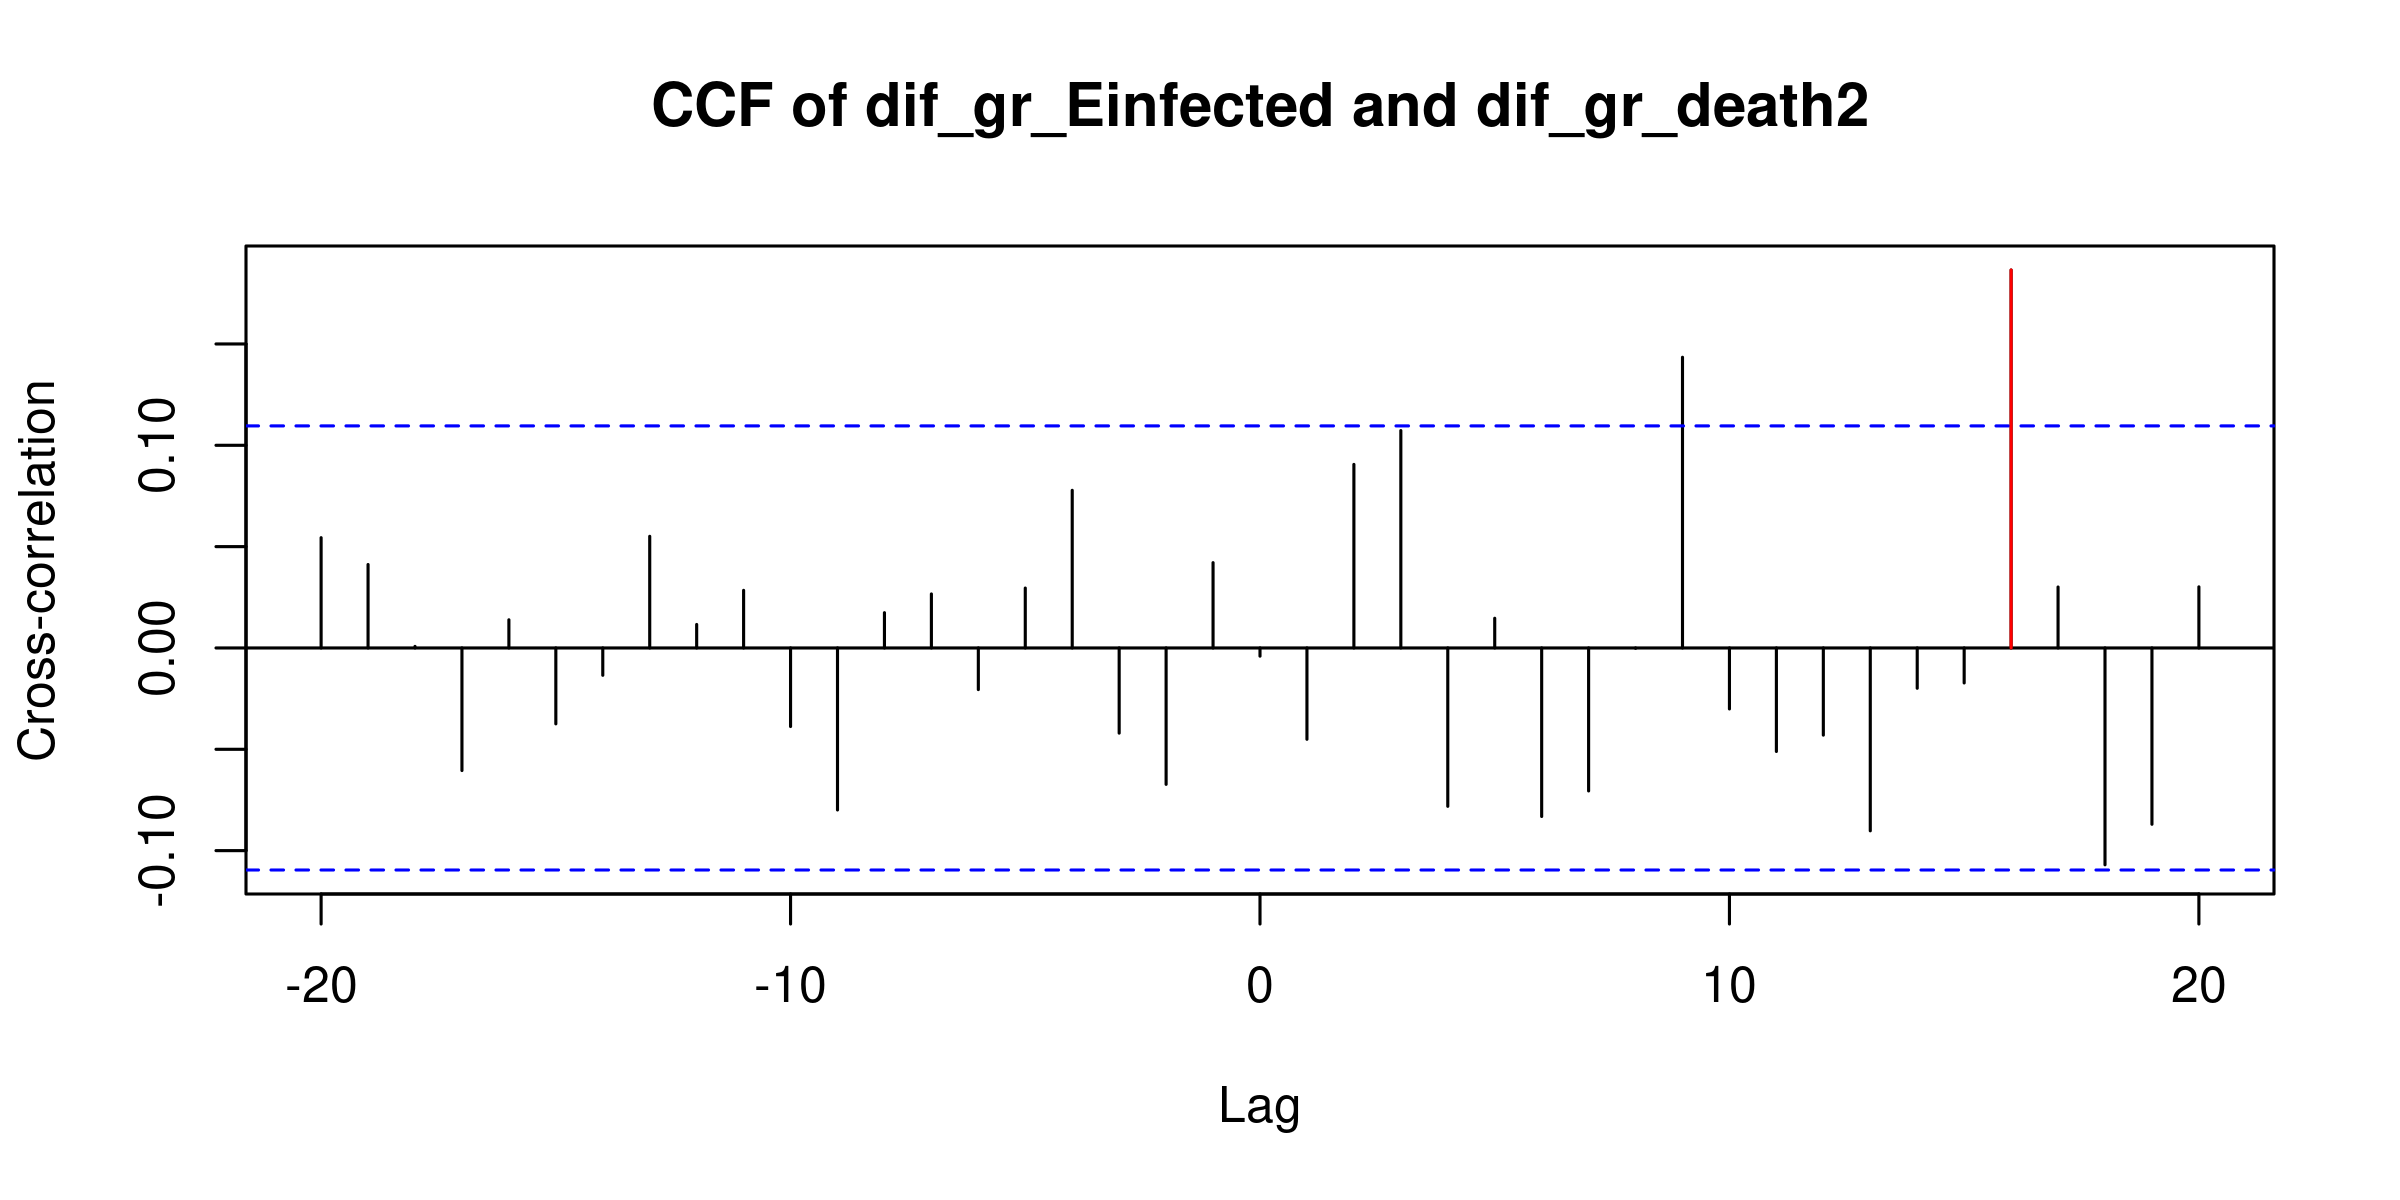 CCF of dif_gr_Einfected and dif_gr_death2
Cross-correlation
0.10
0.00
-0.10
-20 -10 0 10 20
Lag